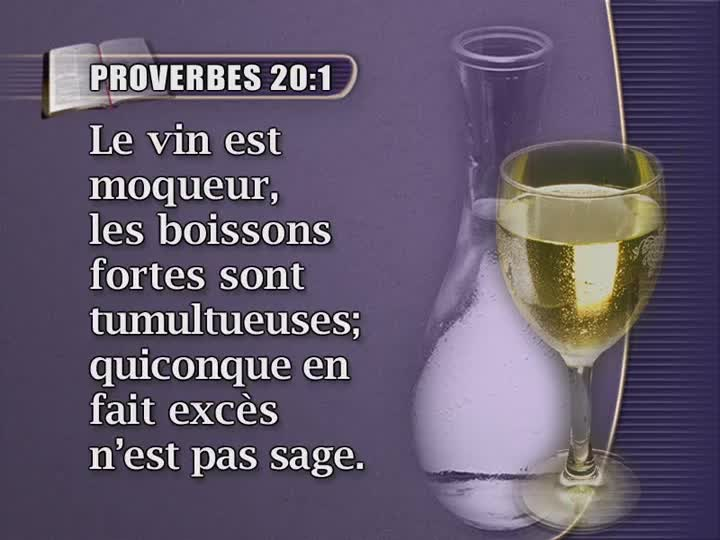 PROVERBES 20:1
Le vin est
moqueur,
les boissons
fortes sont
tumultueuses;
quiconque en
fait excès
n’est pas sage.